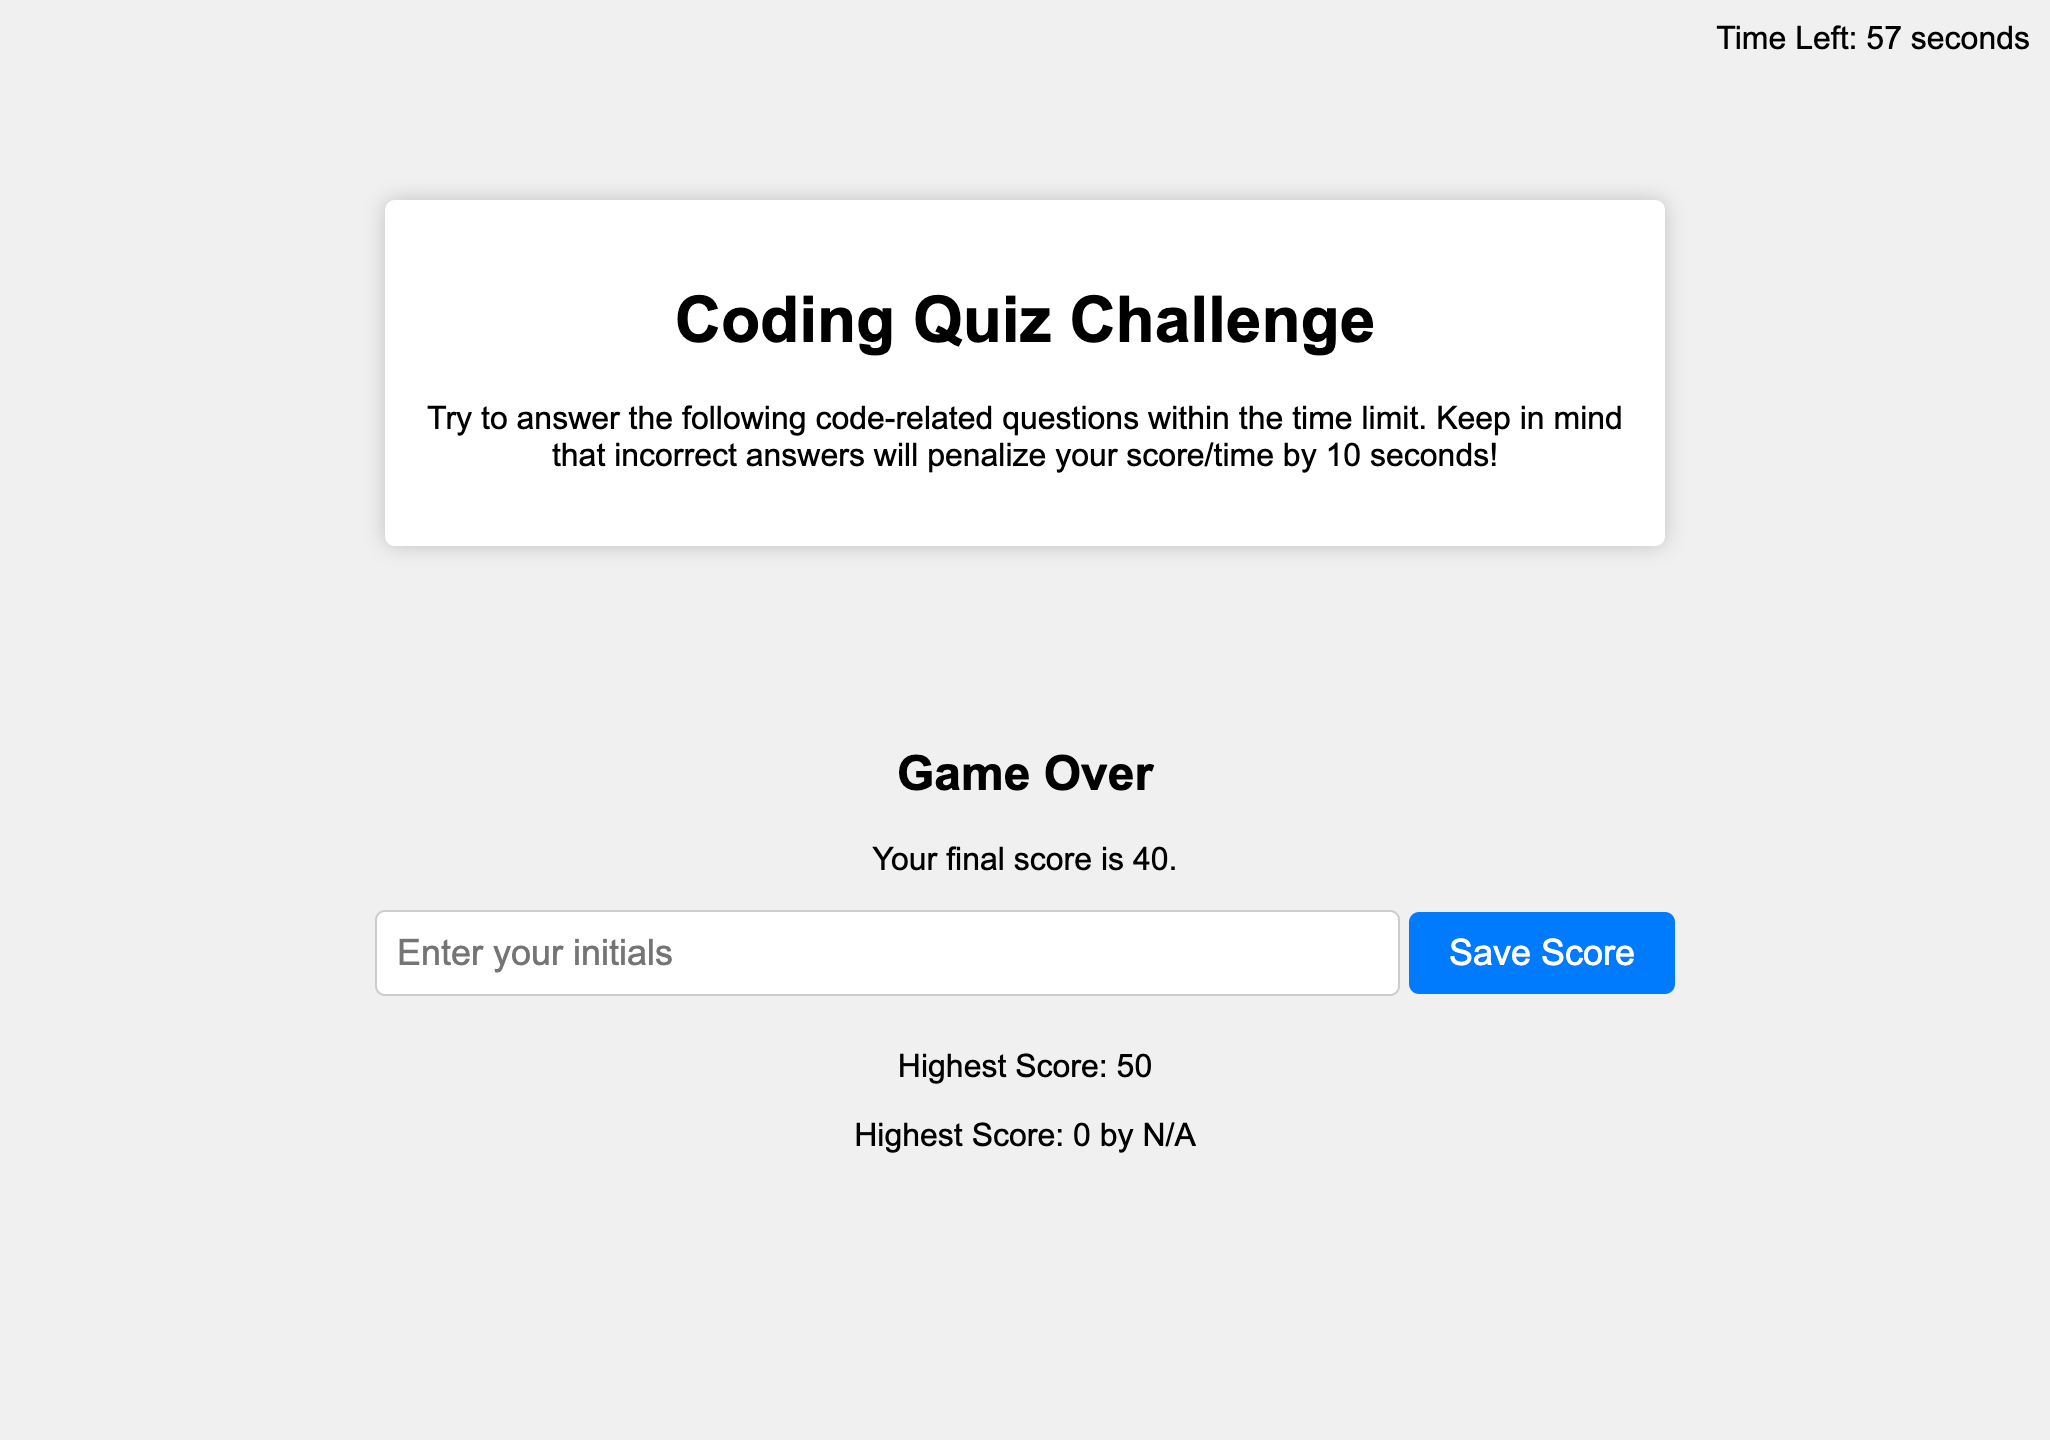 Time Left: 57 seconds
Coding Quiz Challenge
Try to answer the following code-related questions within the time limit. Keep in mind
that incorrect answers will penalize your score/time by 10 seconds!
Game Over
Your final score is 40.
Enter your initials
Save Score
Highest Score: 50
Highest Score: 0 by N/A